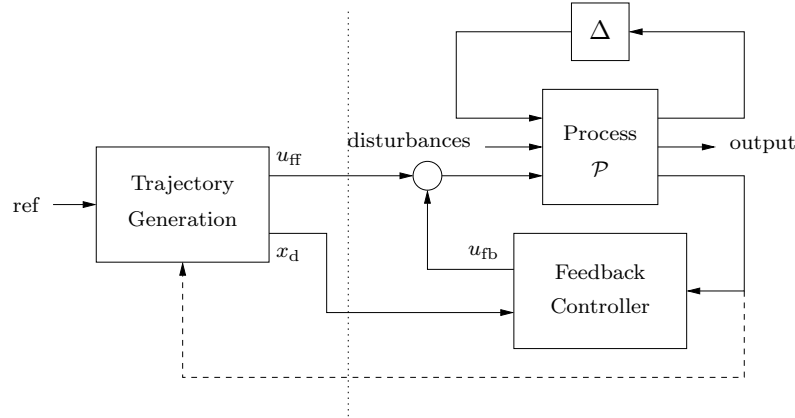 Δ
Process
𝒫
disturbances
output
u_ff
Trajectory
Generation
ref
x_d
u_fb
Feedback
Controller